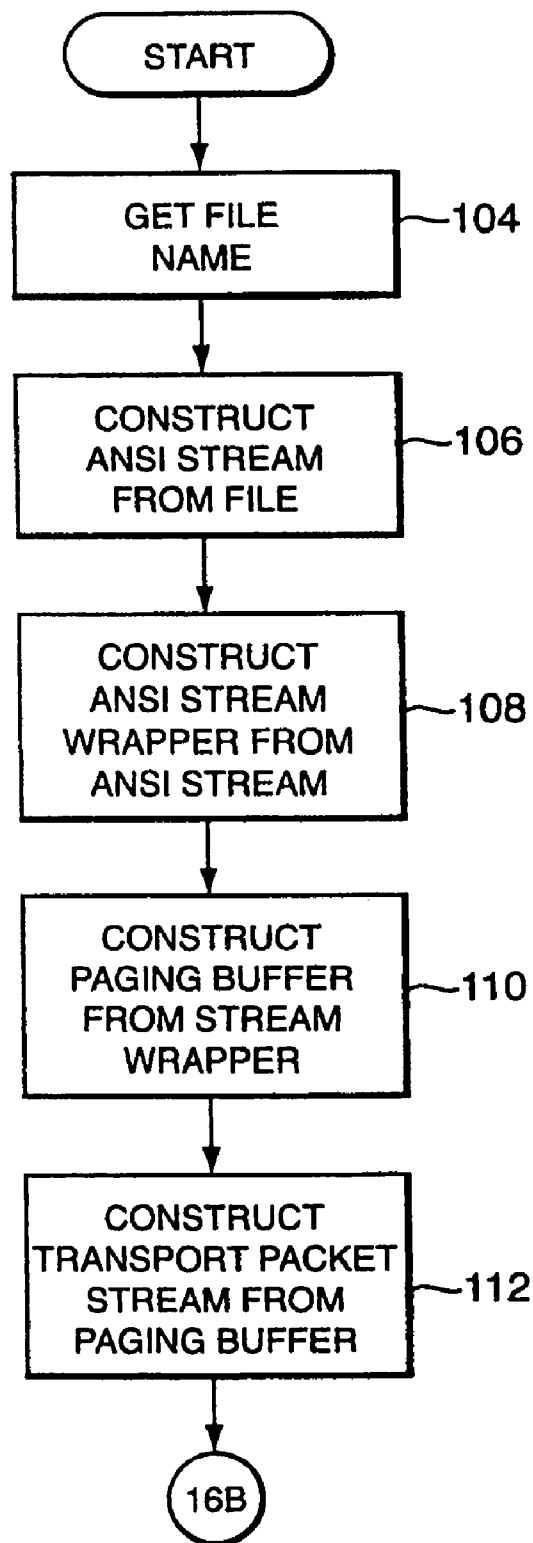 START
GET FILE
NAME
104
CONSTRUCT
ANSI STREAM
FROM FILE
106
CONSTRUCT
ANSI STREAM
WRAPPER FROM
ANSI STREAM
108
CONSTRUCT
PAGING BUFFER
FROM STREAM
WRAPPER
110
CONSTRUCT
TRANSPORT PACKET
STREAM FROM
PAGING BUFFER
112
16B